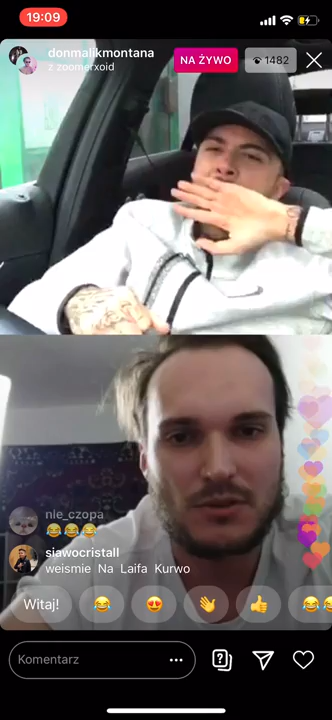 19:09
donmalikmontana
z zoomerxoid
NA ŻYWO
1482
nie_czopa
😂😂😂
siawocristall
weismie Na Laifa Kurwo
Witaj!
Komentarz